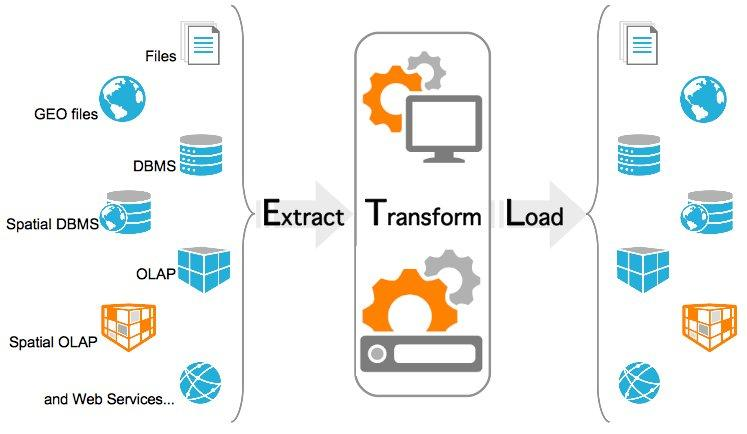 Files
GEO files
DBMS
Spatial DBMS
OLAP
Spatial OLAP
and Web Services...
Extract
Transform
Load